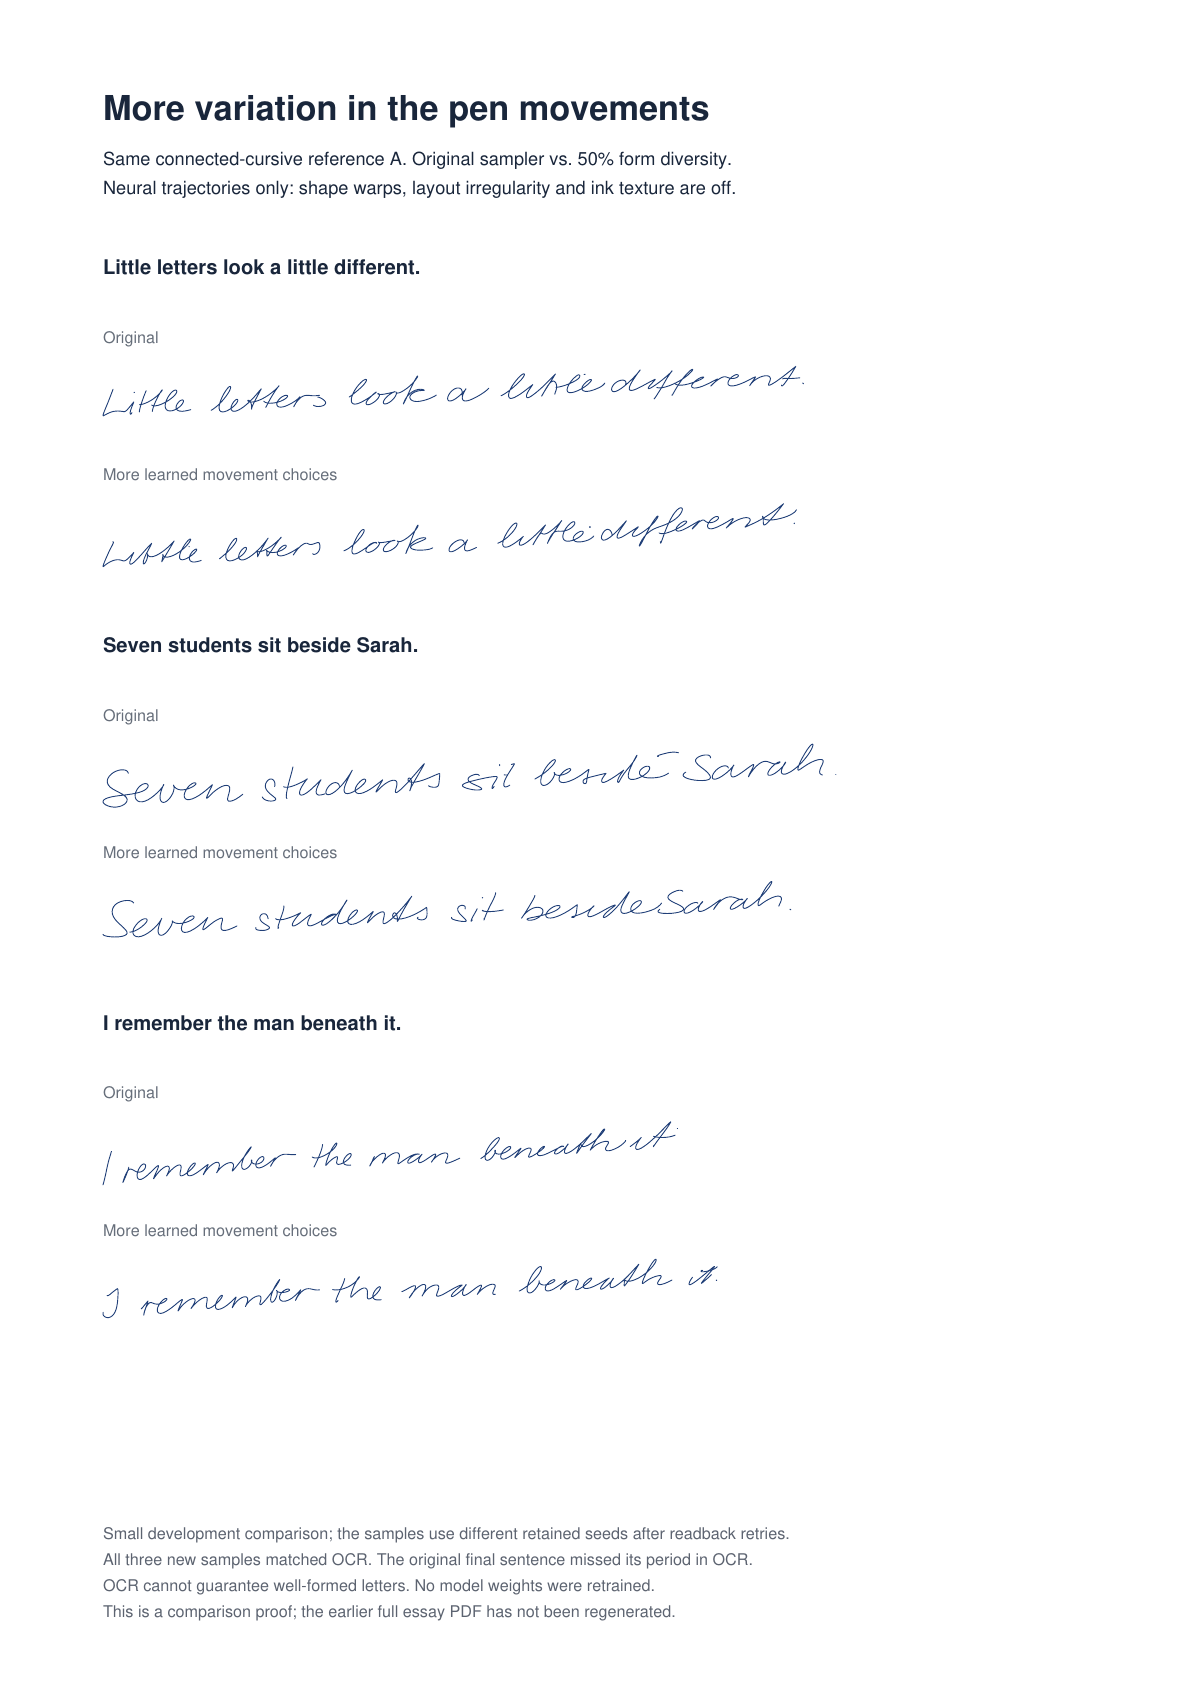 More variation in the pen movements
Same connected-cursive reference A. Original sampler vs. 50% form diversity.
Neural trajectories only: shape warps, layout irregularity and ink texture are off.
Little letters look a little different.
Original
Little letters look a little different.
More learned movement choices
Little letters look a little different.
Seven students sit beside Sarah.
Original
Seven students sit beside Sarah.
More learned movement choices
Seven students sit beside Sarah.
I remember the man beneath it.
Original
I remember the man beneath it.
More learned movement choices
I remember the man beneath it.
Small development comparison; the samples use different retained seeds after readback retries.
All three new samples matched OCR. The original final sentence missed its period in OCR.
OCR cannot guarantee well-formed letters. No model weights were retrained.
This is a comparison proof; the earlier full essay PDF has not been regenerated.